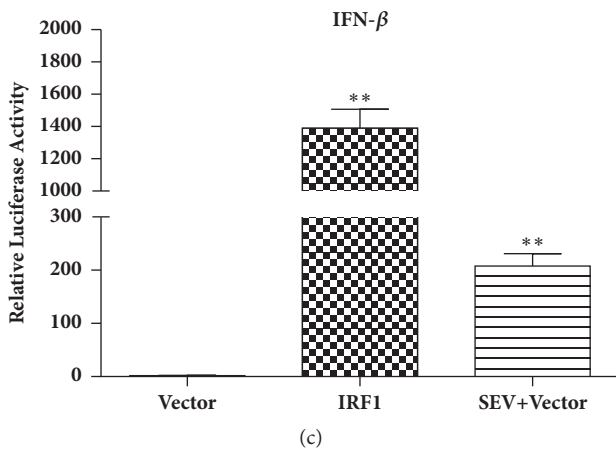 IFN-β
Relative Luciferase Activity
2000
1800
1600
1400
1200
1000
300
200
100
0
**
**
Vector
IRF1
SEV+Vector
(c)